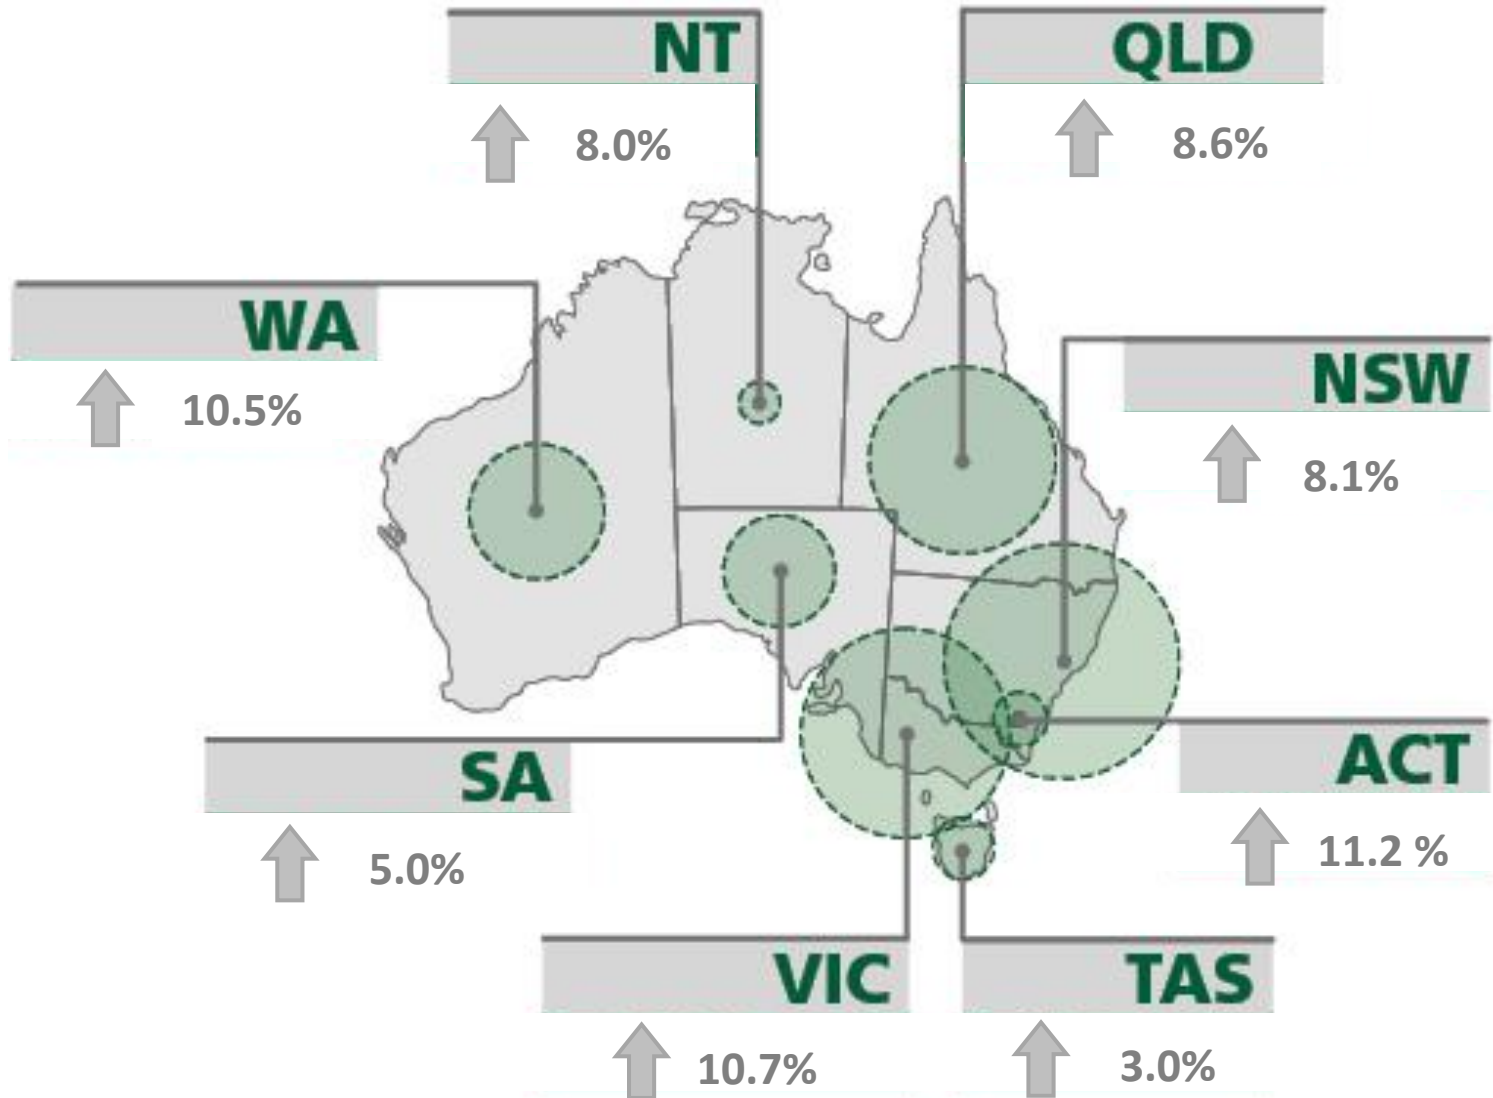 NT
8.0%
QLD
8.6%
WA
10.5%
NSW
8.1%
SA
5.0%
ACT
11.2 %
VIC
10.7%
TAS
3.0%